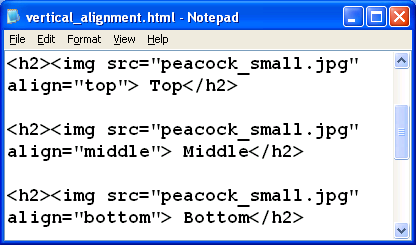 vertical_alignment.html - Notepad
File Edit Format View Help
<h2><img src="peacock_small.jpg"
align="top"> Top</h2>
<h2><img src="peacock_small.jpg"
align="middle"> Middle</h2>
<h2><img src="peacock_small.jpg"
align="bottom"> Bottom</h2>